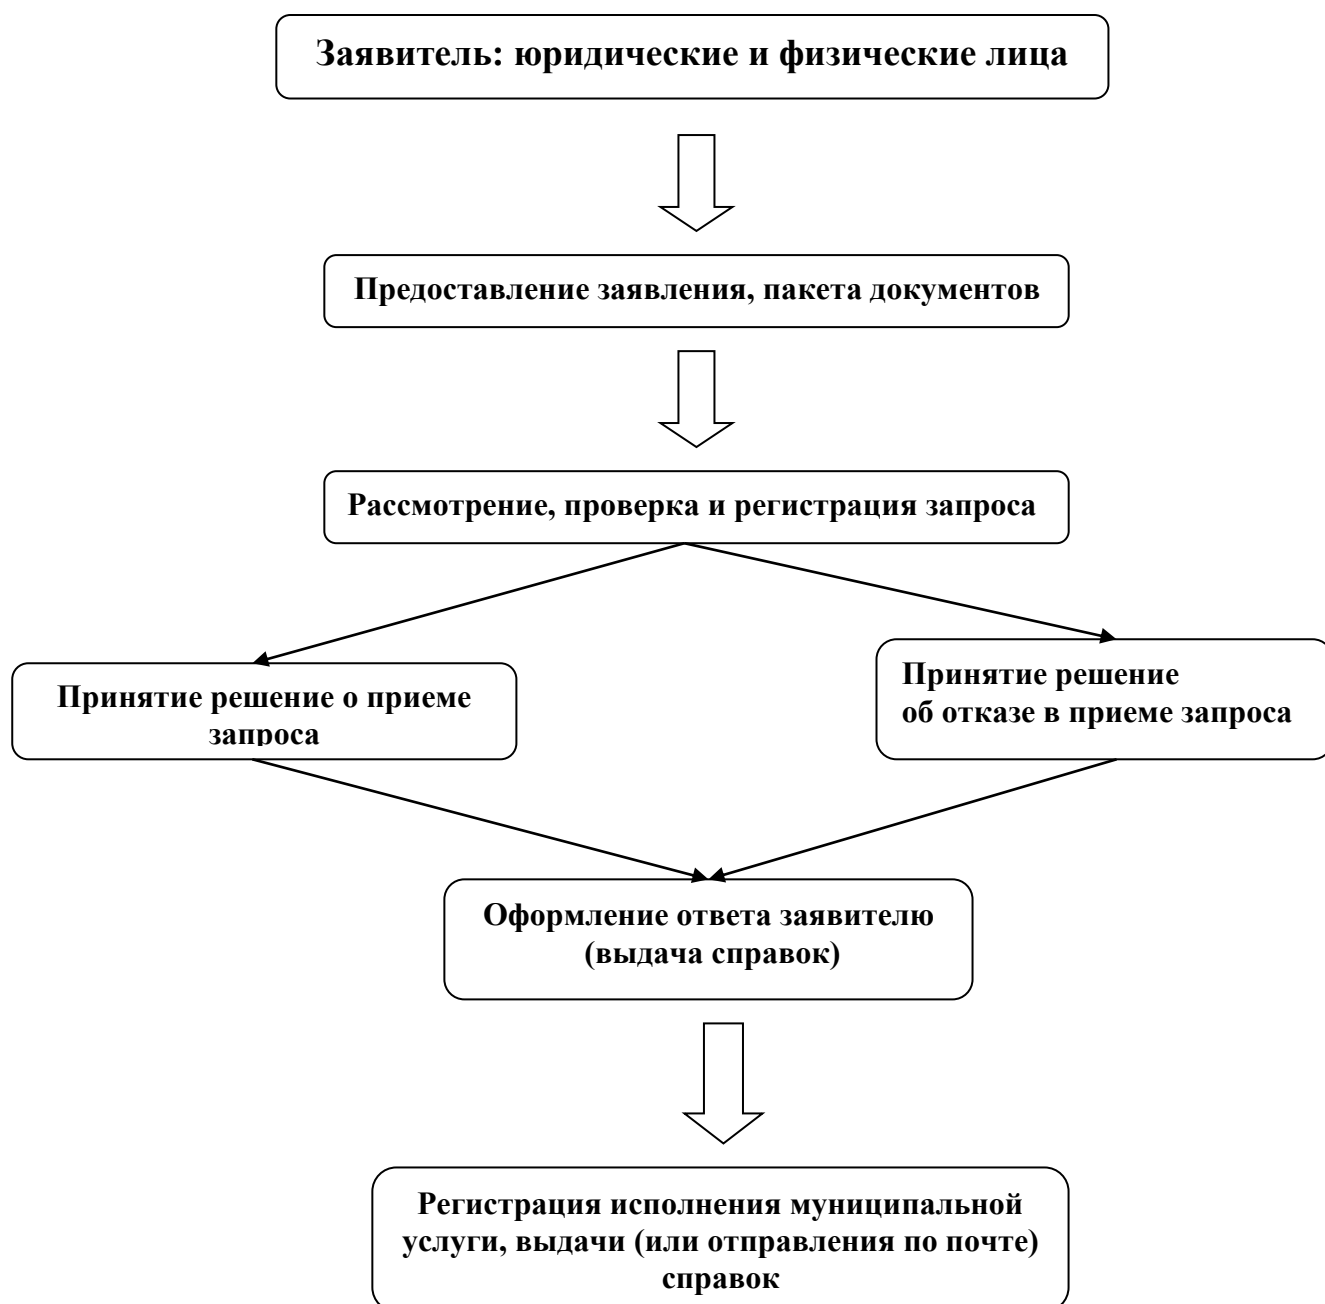 Заявитель: юридические и физические лица
Предоставление заявления, пакета документов
Рассмотрение, проверка и регистрация запроса
Принятие решение о приеме
запроса
Принятие решение
об отказе в приеме запроса
Оформление ответа заявителю
(выдача справок)
Регистрация исполнения муниципальной
услуги, выдачи (или отправления по почте)
справок